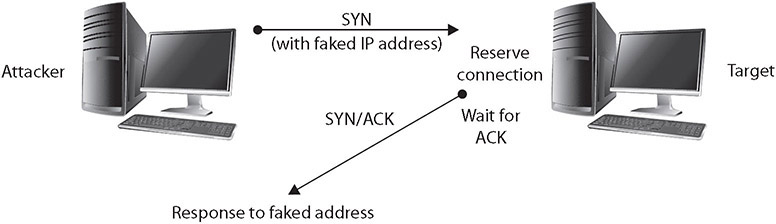 SYN
(with faked IP address)
Attacker
Reserve
connection
Target
SYN/ACK
Wait for
ACK
Response to faked address